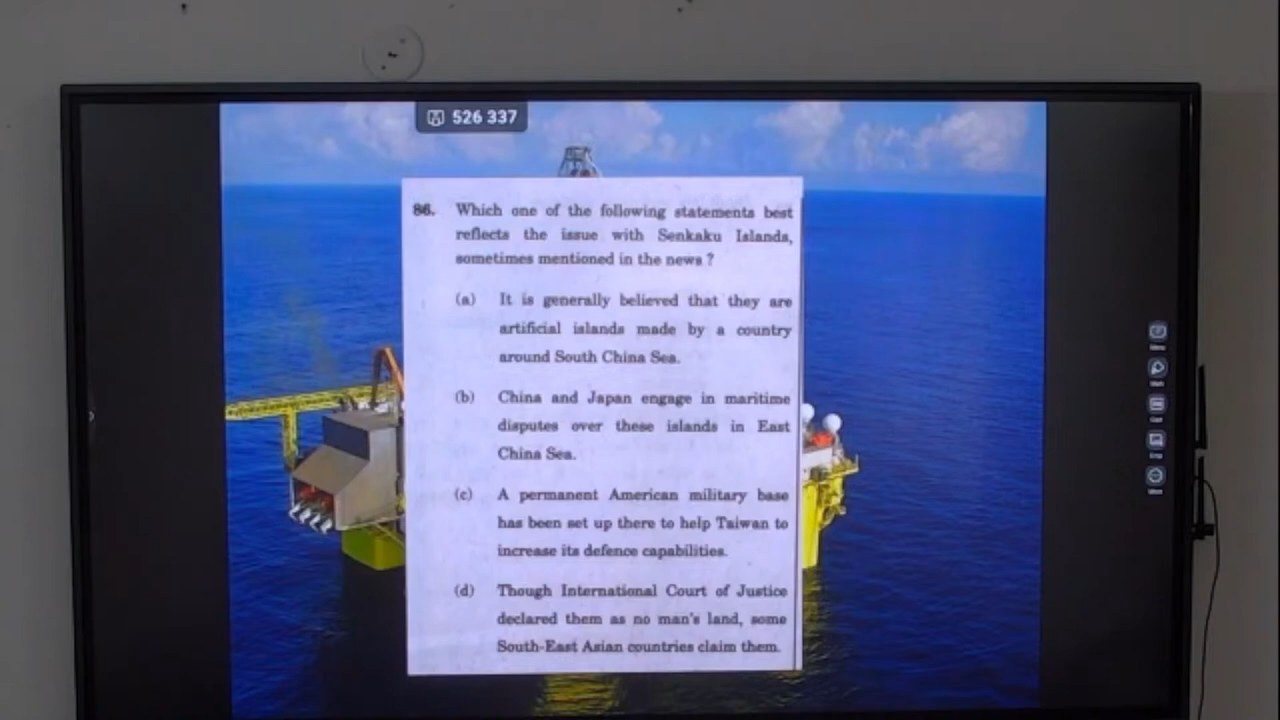 526 337
86. Which one of the following statements best
reflects the issue with Senkaku Islands,
sometimes mentioned in the news ?
(a) It is generally believed that they are
artificial islands made by a country
around South China Sea.
(b) China and Japan engage in maritime
disputes over these islands in East
China Sea.
(c) A permanent American military base
has been set up there to help Taiwan to
increase its defence capabilities.
(d) Though International Court of Justice
declared them as no man's land, some
South-East Asian countries claim them.